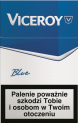 VICEROY
Blue
Palenie poważnie
szkodzi Tobie
i osobom w Twoim
otoczeniu